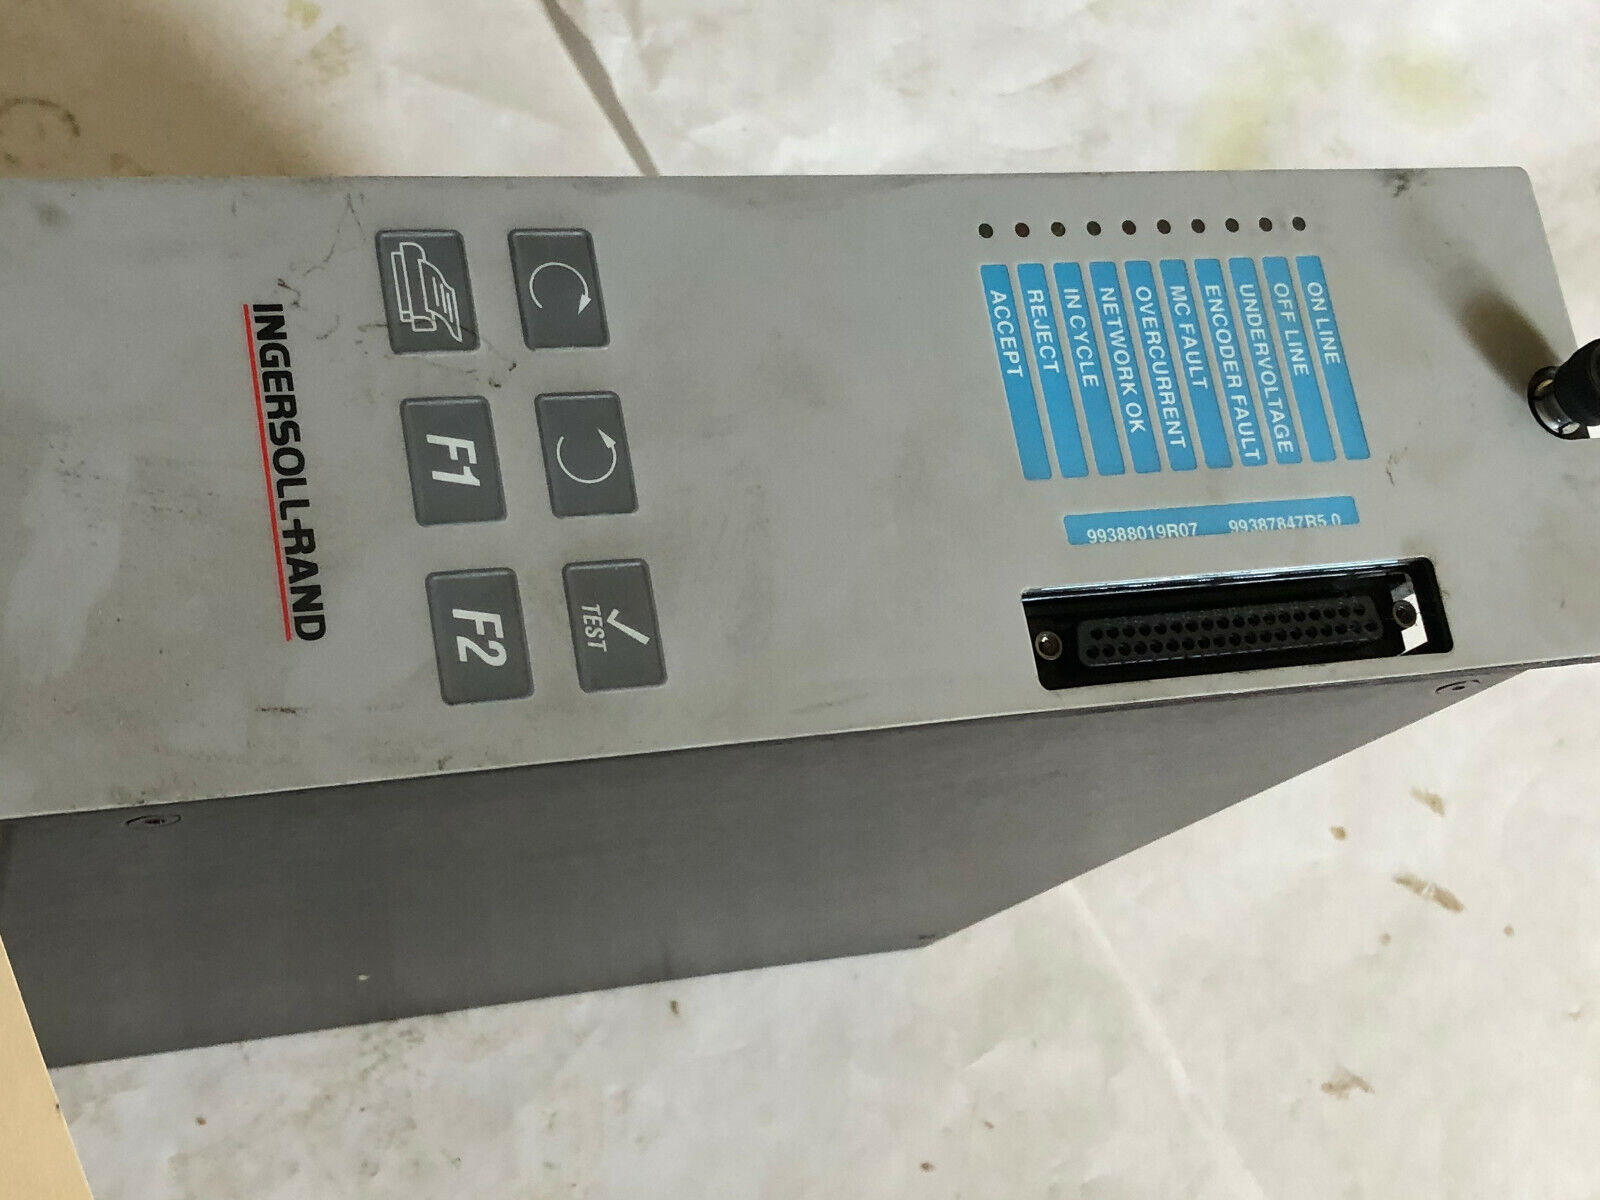 ON LINE
OFF LINE
UNDERVOLTAGE
ENCODER FAULT
MC FAULT
OVERCURRENT
NETWORK OK
IN CYCLE
REJECT
ACCEPT
99388019R07 99387847R5.0
TEST
F1
F2
INGERSOLL-RAND